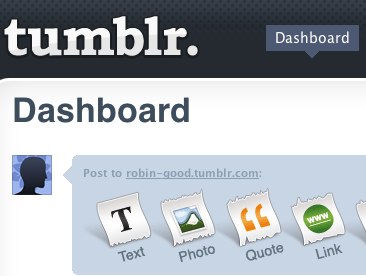 tumblr.
Dashboard
Dashboard
Post to robin-good.tumblr.com:
T
www
Text Photo Quote Link